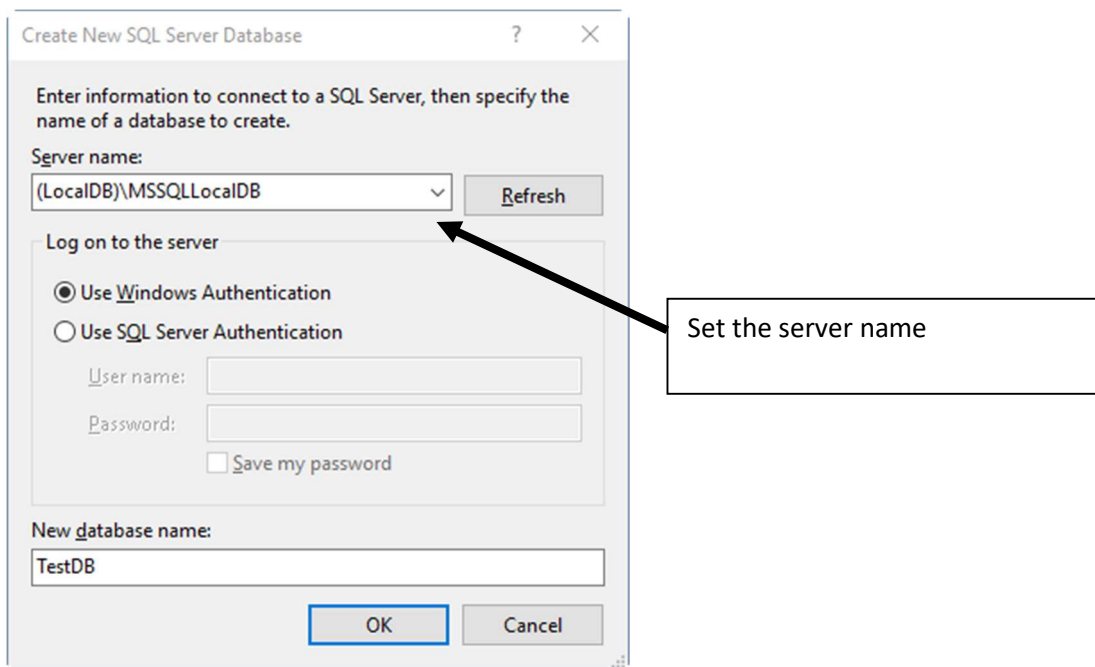 Create New SQL Server Database
?
Enter information to connect to a SQL Server, then specify the
name of a database to create.
Server name:
(LocalDB)\MSSQLLocalDB
Refresh
Log on to the server
Use Windows Authentication
Use SQL Server Authentication
User name:
Password:
Save my password
New database name:
TestDB
OK
Cancel
Set the server name